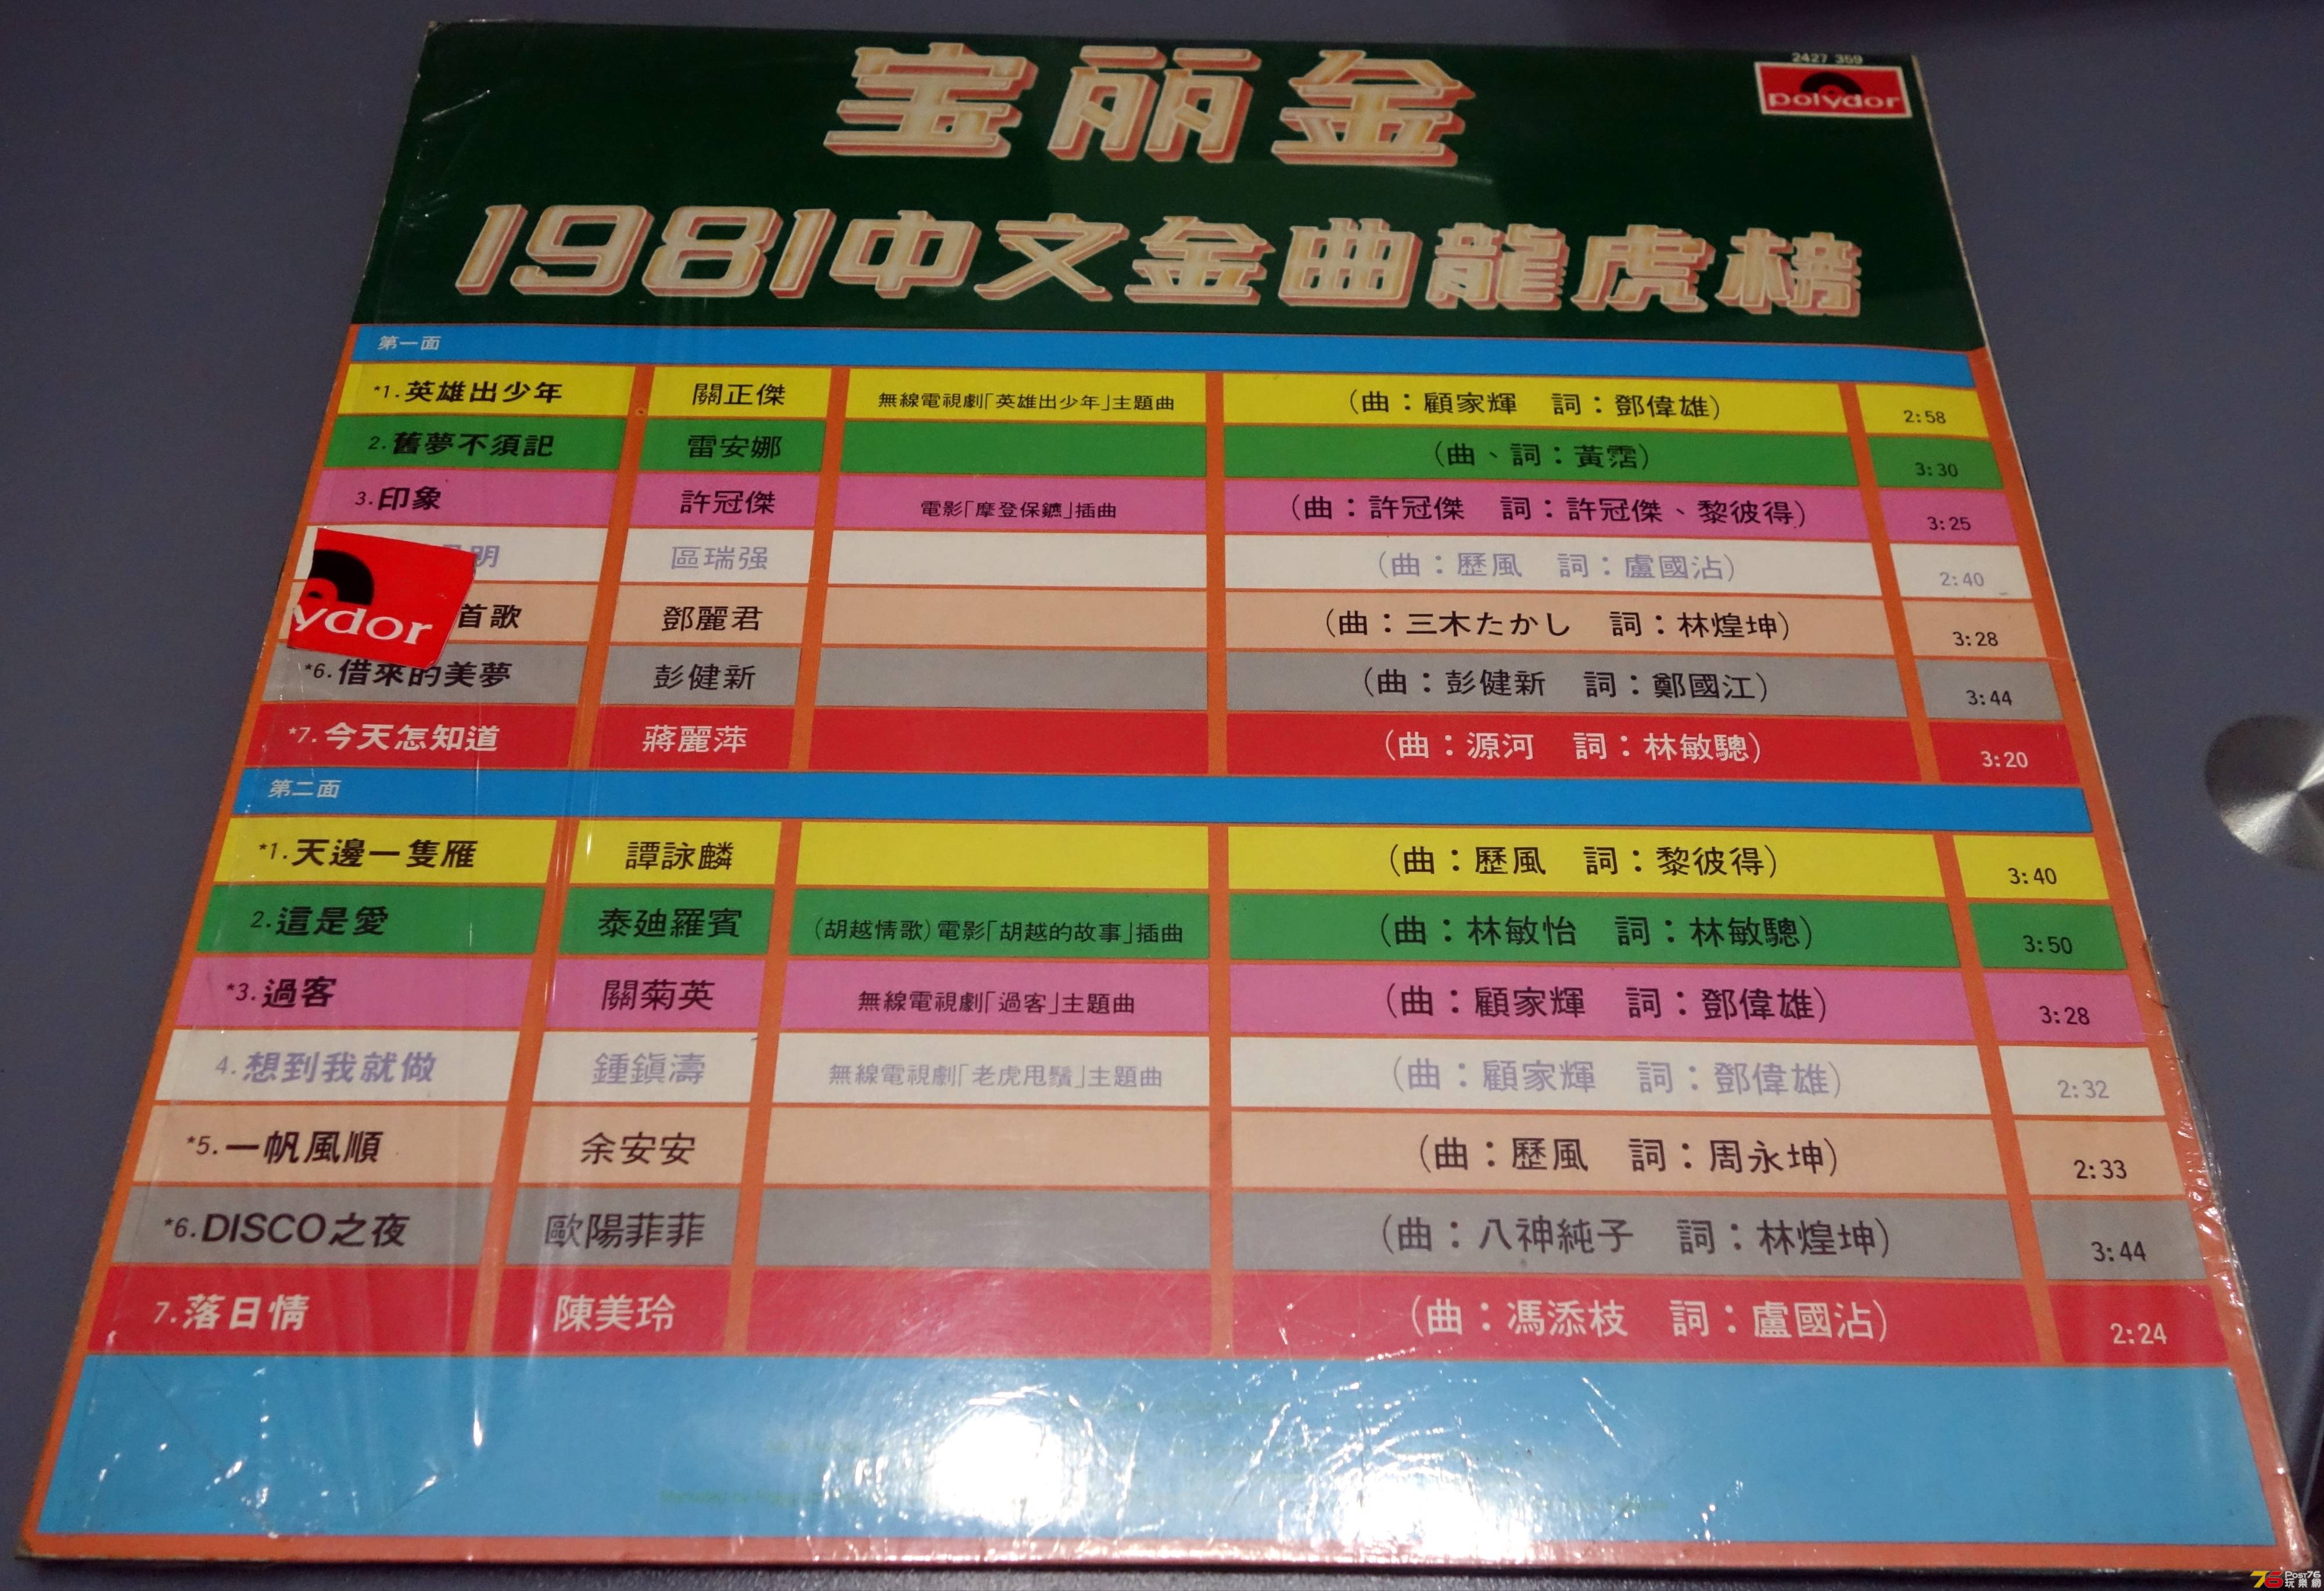 2427 359
polydor
宝丽金
1981中文金曲龍虎榜
第一面
*1.英雄出少年 關正傑 無線電視劇「英雄出少年」主題曲 (曲：顧家輝 詞：鄧偉雄) 2:58
2.舊夢不須記 雷安娜 (曲、詞：黃霑) 3:30
3.印象 許冠傑 電影「摩登保鑣」插曲 (曲：許冠傑 詞：許冠傑、黎彼得) 3:25
明 區瑞强 (曲：歷風 詞：盧國沾) 2:40
ydor
首歌 鄧麗君 (曲：三木たかし 詞：林煌坤) 3:28
*6.借來的美夢 彭健新 (曲：彭健新 詞：鄭國江) 3:44
*7.今天怎知道 蔣麗萍 (曲：源河 詞：林敏驄) 3:20
第二面
*1.天邊一隻雁 譚詠麟 (曲：歷風 詞：黎彼得) 3:40
2.這是愛 泰廸羅賓 (胡越情歌)電影「胡越的故事」插曲 (曲：林敏怡 詞：林敏驄) 3:50
*3.過客 關菊英 無線電視劇「過客」主題曲 (曲：顧家輝 詞：鄧偉雄) 3:28
4.想到我就做 鍾鎮濤 無線電視劇「老虎甩鬚」主題曲 (曲：顧家輝 詞：鄧偉雄) 2:32
*5.一帆風順 余安安 (曲：歷風 詞：周永坤) 2:33
*6.DISCO之夜 歐陽菲菲 (曲：八神純子 詞：林煌坤) 3:44
7.落日情 陳美玲 (曲：馮添枝 詞：盧國沾) 2:24
76 Post76
玩樂網